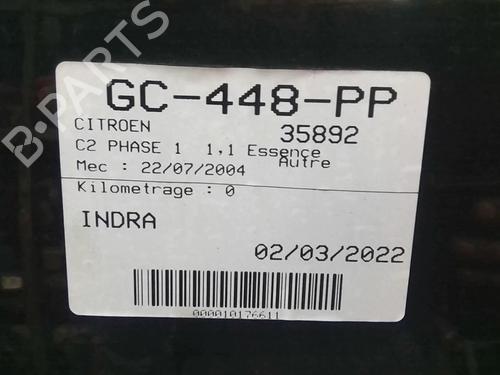 GC-448-PP
CITROEN 35892
C2 PHASE 1 1,1 Essence
Autre
Mec : 22/07/2004
Kilometrage : 0
INDRA
02/03/2022
000010176611
B-PARTS